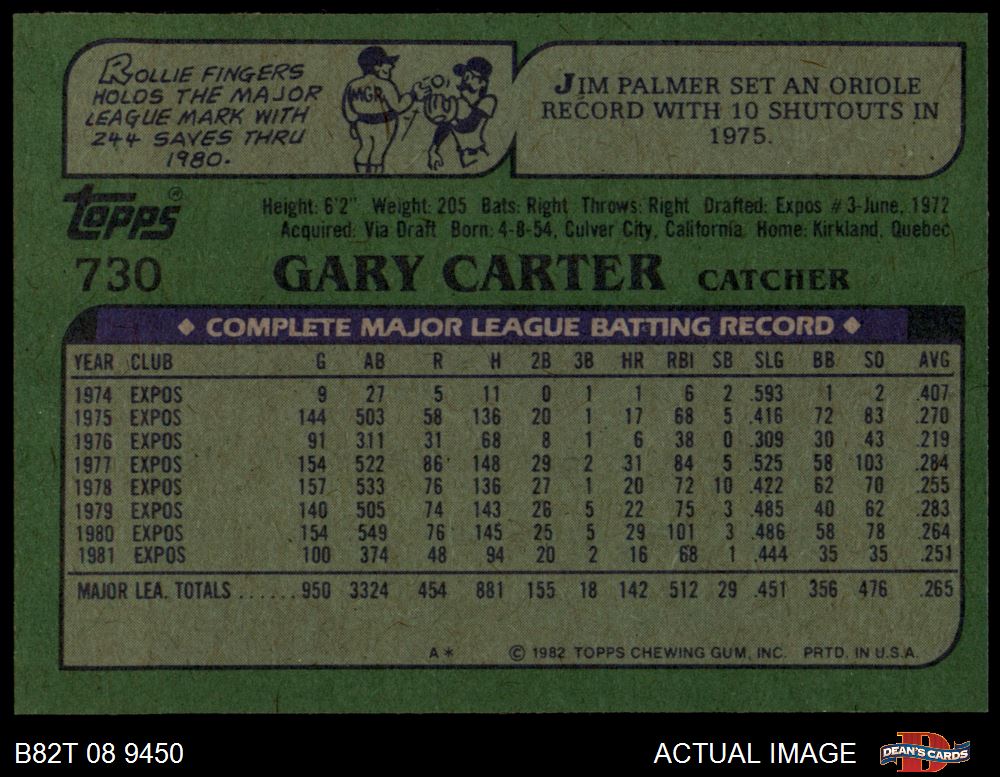 ROLLIE FINGERS
HOLDS THE MAJOR
LEAGUE MARK WITH
244 SAVES THRU
1980.
MGR
JIM PALMER SET AN ORIOLE
RECORD WITH 10 SHUTOUTS IN
1975.
topps®
Height: 6'2" Weight: 205 Bats: Right Throws: Right Drafted: Expos #3-June, 1972
Acquired: Via Draft Born: 4-8-54, Culver City, California Home: Kirkland, Quebec
730 GARY CARTER CATCHER
◆ COMPLETE MAJOR LEAGUE BATTING RECORD ◆
YEAR CLUB G AB R H 2B 3B HR RBI SB SLG BB SO AVG
1974 EXPOS 9 27 5 11 0 1 1 6 2 .593 1 2 .407
1975 EXPOS 144 503 58 136 20 1 17 68 5 .416 72 83 .270
1976 EXPOS 91 311 31 68 8 1 6 38 0 .309 30 43 .219
1977 EXPOS 154 522 86 148 29 2 31 84 5 .525 58 103 .284
1978 EXPOS 157 533 76 136 27 1 20 72 10 .422 62 70 .255
1979 EXPOS 140 505 74 143 26 5 22 75 3 .485 40 62 .283
1980 EXPOS 154 549 76 145 25 5 29 101 3 .486 58 78 .264
1981 EXPOS 100 374 48 94 20 2 16 68 1 .444 35 35 .251
MAJOR LEA. TOTALS ...... 950 3324 454 881 155 18 142 512 29 .451 356 476 .265
A* © 1982 TOPPS CHEWING GUM, INC. PRTD. IN U.S.A.
B82T 08 9450 ACTUAL IMAGE DEAN'S CARDS